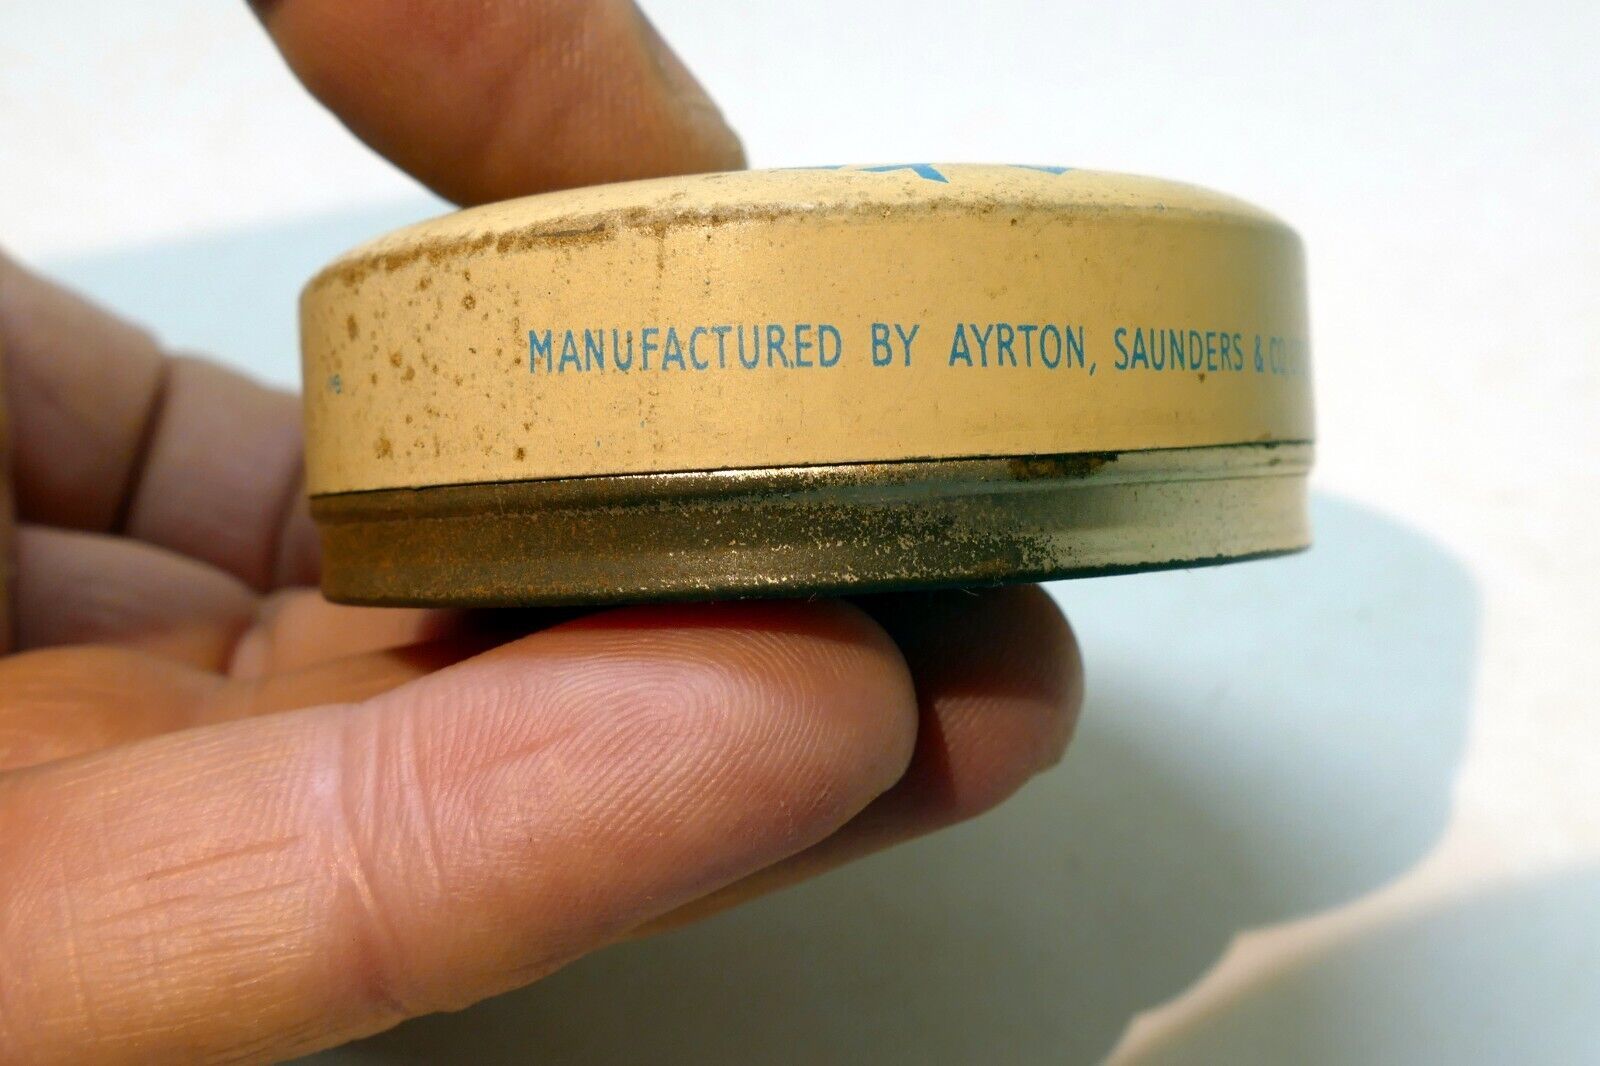 MANUFACTURED BY AYRTON, SAUNDERS & CO.